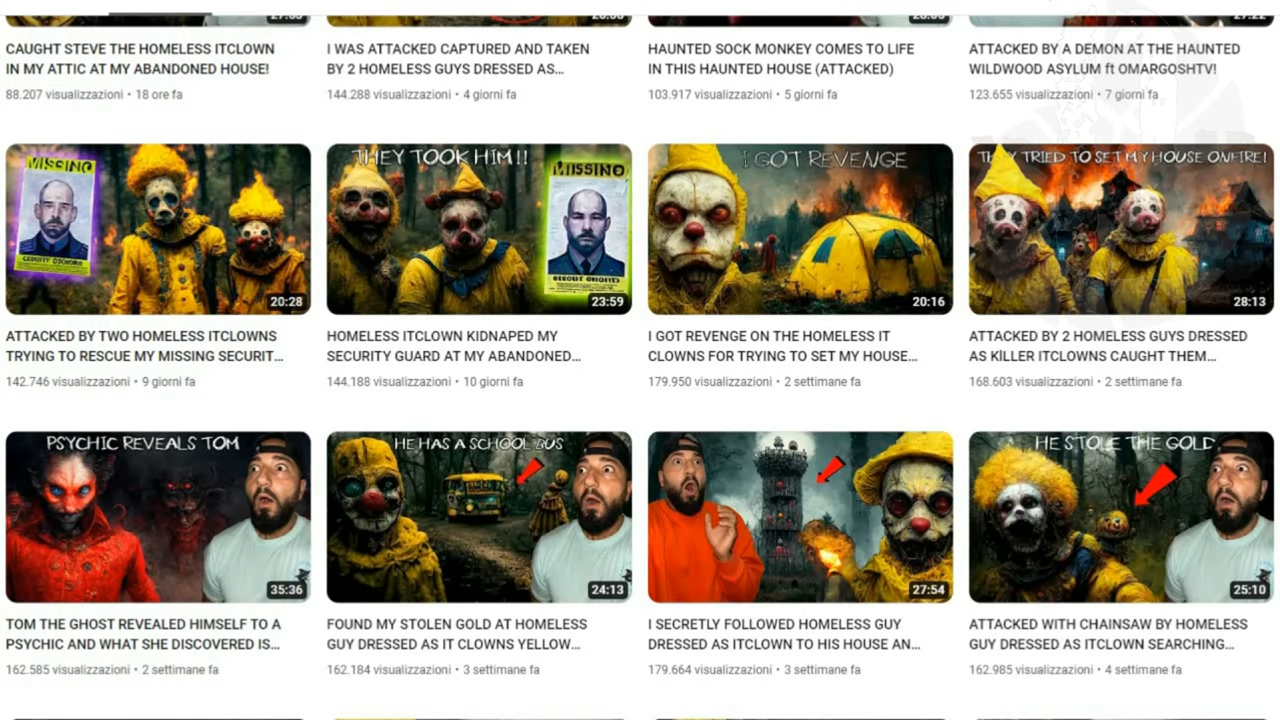 CAUGHT STEVE THE HOMELESS ITCLOWN
IN MY ATTIC AT MY ABANDONED HOUSE!
88.207 visualizzazioni • 18 ore fa
I WAS ATTACKED CAPTURED AND TAKEN
BY 2 HOMELESS GUYS DRESSED AS...
144.288 visualizzazioni • 4 giorni fa
HAUNTED SOCK MONKEY COMES TO LIFE
IN THIS HAUNTED HOUSE (ATTACKED)
103.917 visualizzazioni • 5 giorni fa
ATTACKED BY A DEMON AT THE HAUNTED
WILDWOOD ASYLUM ft OMARGOSHTV!
123.655 visualizzazioni • 7 giorni fa
MISSING
20:28
ATTACKED BY TWO HOMELESS ITCLOWNS
TRYING TO RESCUE MY MISSING SECURIT...
142.746 visualizzazioni • 9 giorni fa
THEY TOOK HIM!!
MISSING
23:59
HOMELESS ITCLOWN KIDNAPED MY
SECURITY GUARD AT MY ABANDONED...
144.188 visualizzazioni • 10 giorni fa
I GOT REVENGE
20:16
I GOT REVENGE ON THE HOMELESS IT
CLOWNS FOR TRYING TO SET MY HOUSE...
179.950 visualizzazioni • 2 settimane fa
THEY TRIED TO SET MY HOUSE ONFIRE!
28:13
ATTACKED BY 2 HOMELESS GUYS DRESSED
AS KILLER ITCLOWNS CAUGHT THEM...
168.603 visualizzazioni • 2 settimane fa
PSYCHIC REVEALS TOM
35:36
TOM THE GHOST REVEALED HIMSELF TO A
PSYCHIC AND WHAT SHE DISCOVERED IS...
162.585 visualizzazioni • 2 settimane fa
HE HAS A SCHOOL BUS
24:13
FOUND MY STOLEN GOLD AT HOMELESS
GUY DRESSED AS IT CLOWNS YELLOW...
162.184 visualizzazioni • 3 settimane fa
27:54
I SECRETLY FOLLOWED HOMELESS GUY
DRESSED AS ITCLOWN TO HIS HOUSE AN...
179.664 visualizzazioni • 3 settimane fa
HE STOLE THE GOLD
25:10
ATTACKED WITH CHAINSAW BY HOMELESS
GUY DRESSED AS ITCLOWN SEARCHING...
162.985 visualizzazioni • 4 settimane fa